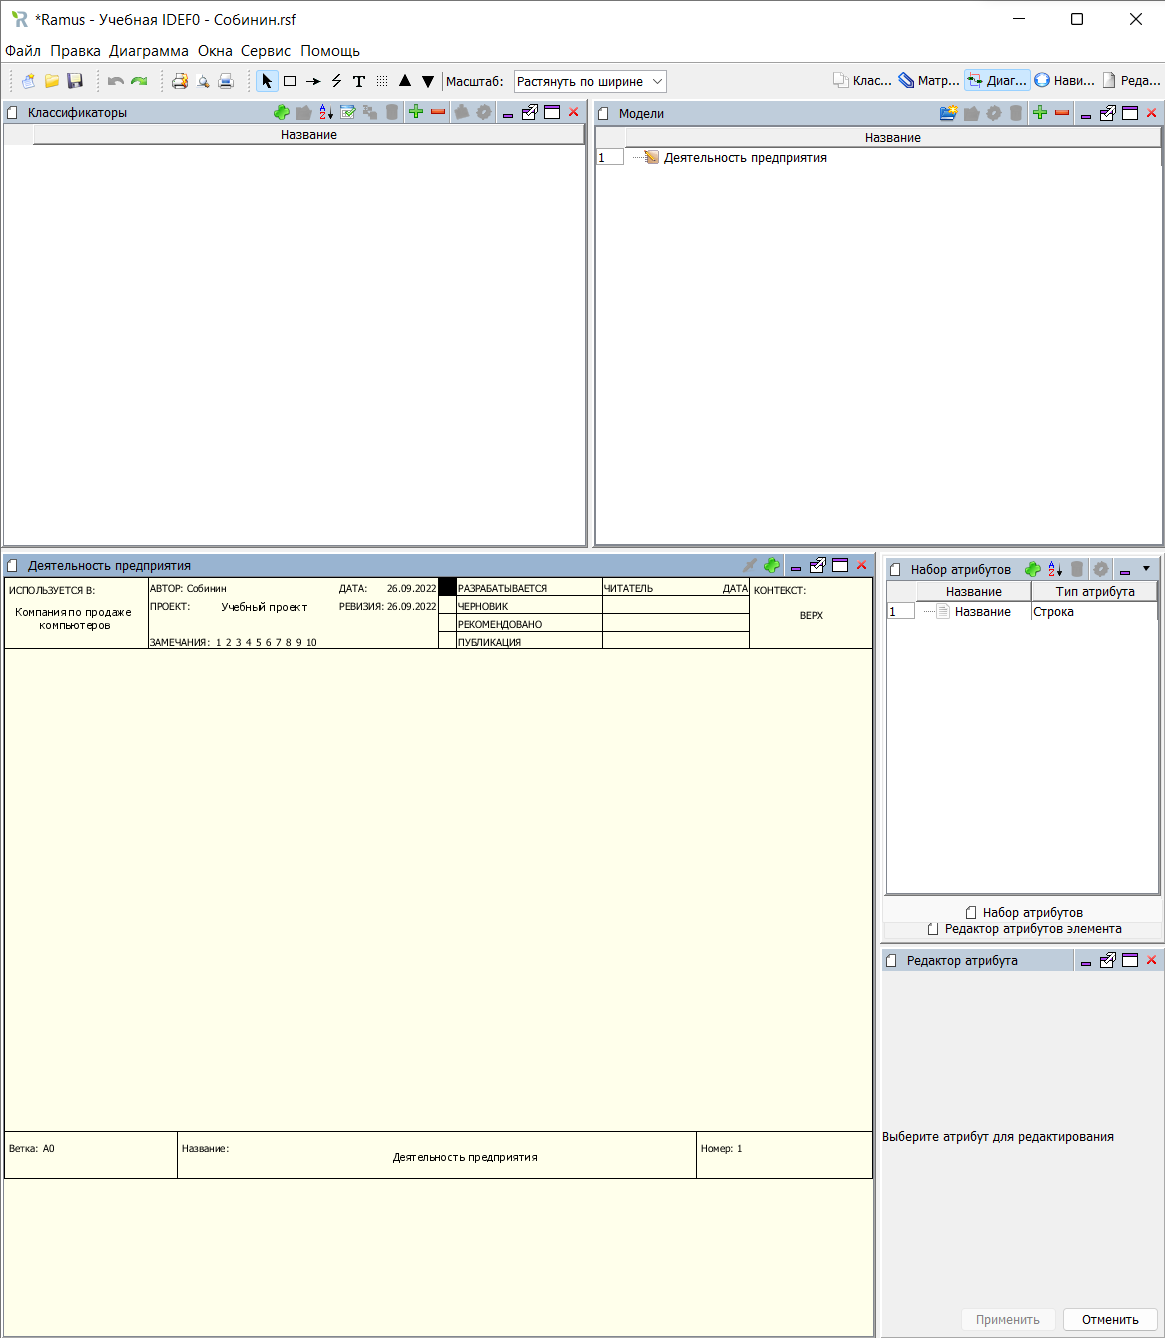 *Ramus - Учебная IDEF0 - Собинин.rsf
Файл Правка Диаграмма Окна Сервис Помощь
Масштаб: Растянуть по ширине Клас... Матр... Диаг... Нави... Реда...
Классификаторы
Название
Модели
Название
1 Деятельность предприятия
Деятельность предприятия
ИСПОЛЬЗУЕТСЯ В:
Компания по продаже
компьютеров
АВТОР: Собинин ДАТА: 26.09.2022
ПРОЕКТ: Учебный проект РЕВИЗИЯ: 26.09.2022
ЗАМЕЧАНИЯ: 1 2 3 4 5 6 7 8 9 10
РАЗРАБАТЫВАЕТСЯ
ЧЕРНОВИК
РЕКОМЕНДОВАНО
ПУБЛИКАЦИЯ
ЧИТАТЕЛЬ ДАТА
КОНТЕКСТ:
ВЕРХ
Ветка: A0
Название:
Деятельность предприятия
Номер: 1
Набор атрибутов
Название Тип атрибута
1 Название Строка
Набор атрибутов
Редактор атрибутов элемента
Редактор атрибута
Выберите атрибут для редактирования
Применить Отменить